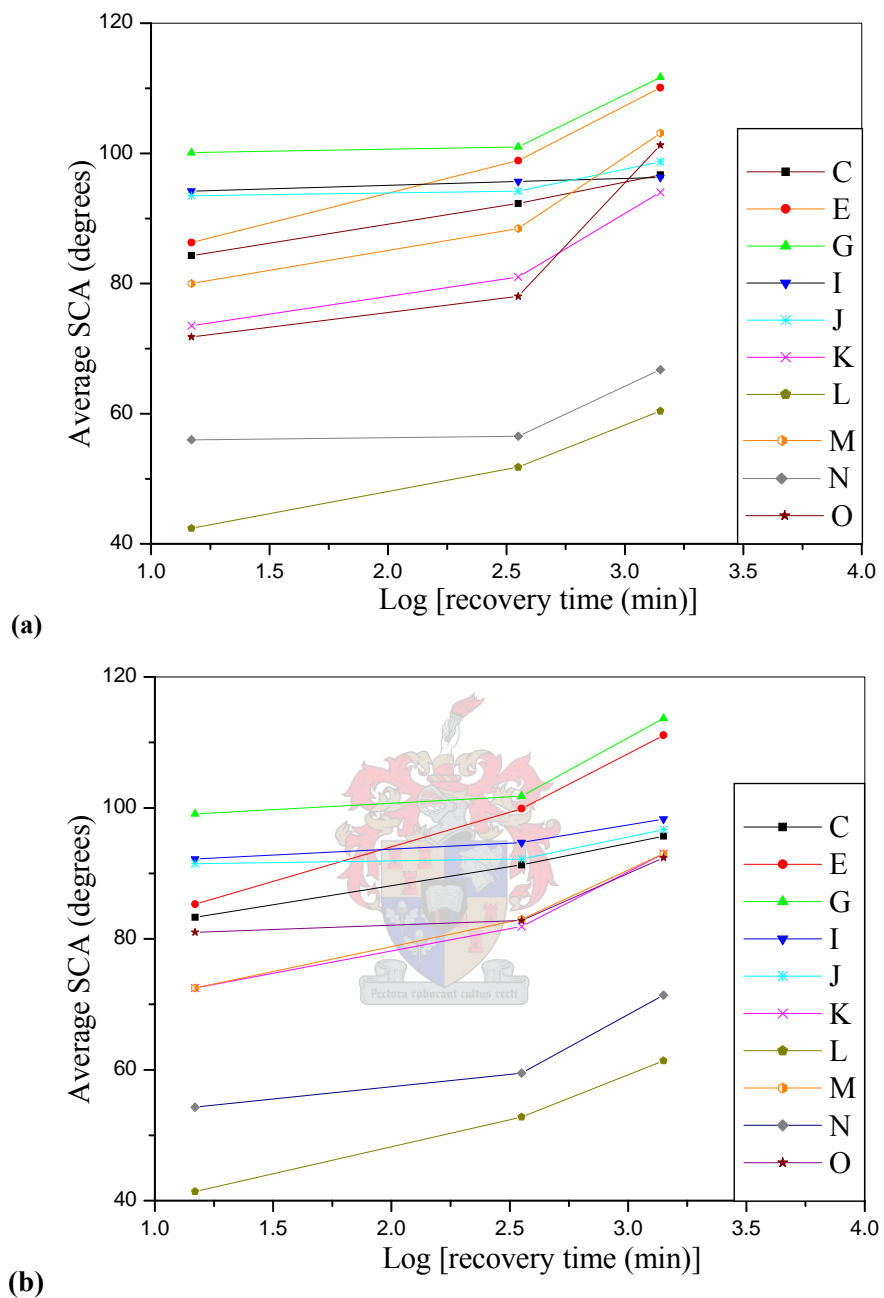 120
100
80
60
40
Average SCA (degrees)
C
E
G
I
J
K
L
M
N
O
1.0 1.5 2.0 2.5 3.0 3.5 4.0
Log [recovery time (min)]
(a)
120
100
80
60
40
Average SCA (degrees)
Pectora roborant cultus recti
C
E
G
I
J
K
L
M
N
O
1.0 1.5 2.0 2.5 3.0 3.5 4.0
Log [recovery time (min)]
(b)